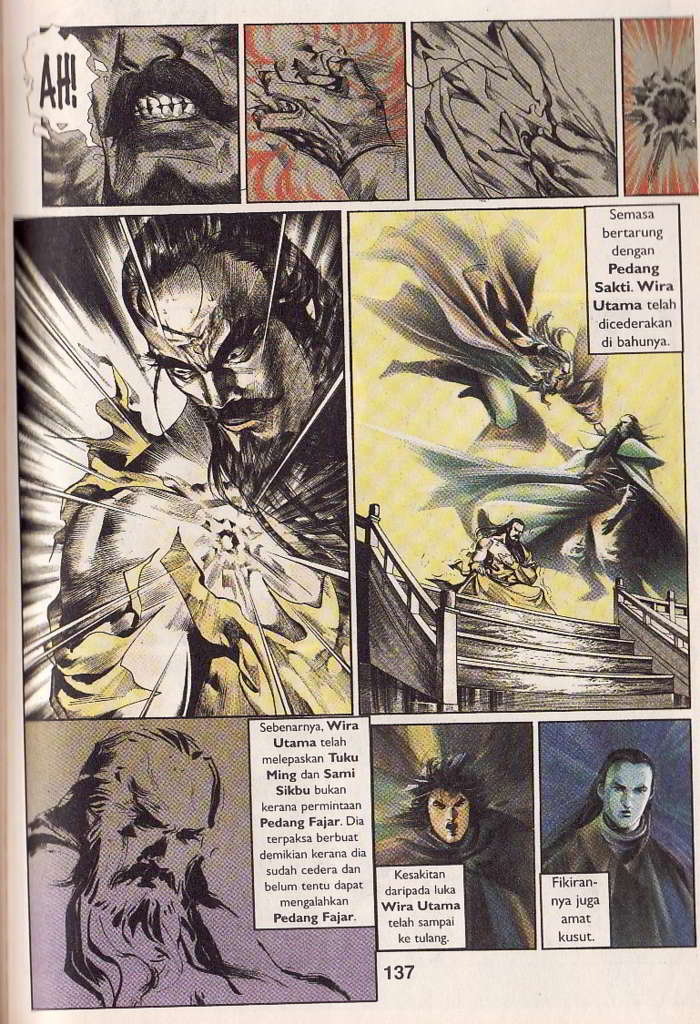 AH!
Semasa
bertarung
dengan
Pedang
Sakti. Wira
Utama telah
dicederakan
di bahunya.
Sebenarnya, Wira
Utama telah
melepaskan Tuku
Ming dan Sami
Sikbu bukan
kerana permintaan
Pedang Fajar. Dia
terpaksa berbuat
demikian kerana dia
sudah cedera dan
belum tentu dapat
mengalahkan
Pedang Fajar.
Kesakitan
daripada luka
Wira Utama
telah sampai
ke tulang.
Fikiran-
nya juga
amat
kusut.
137